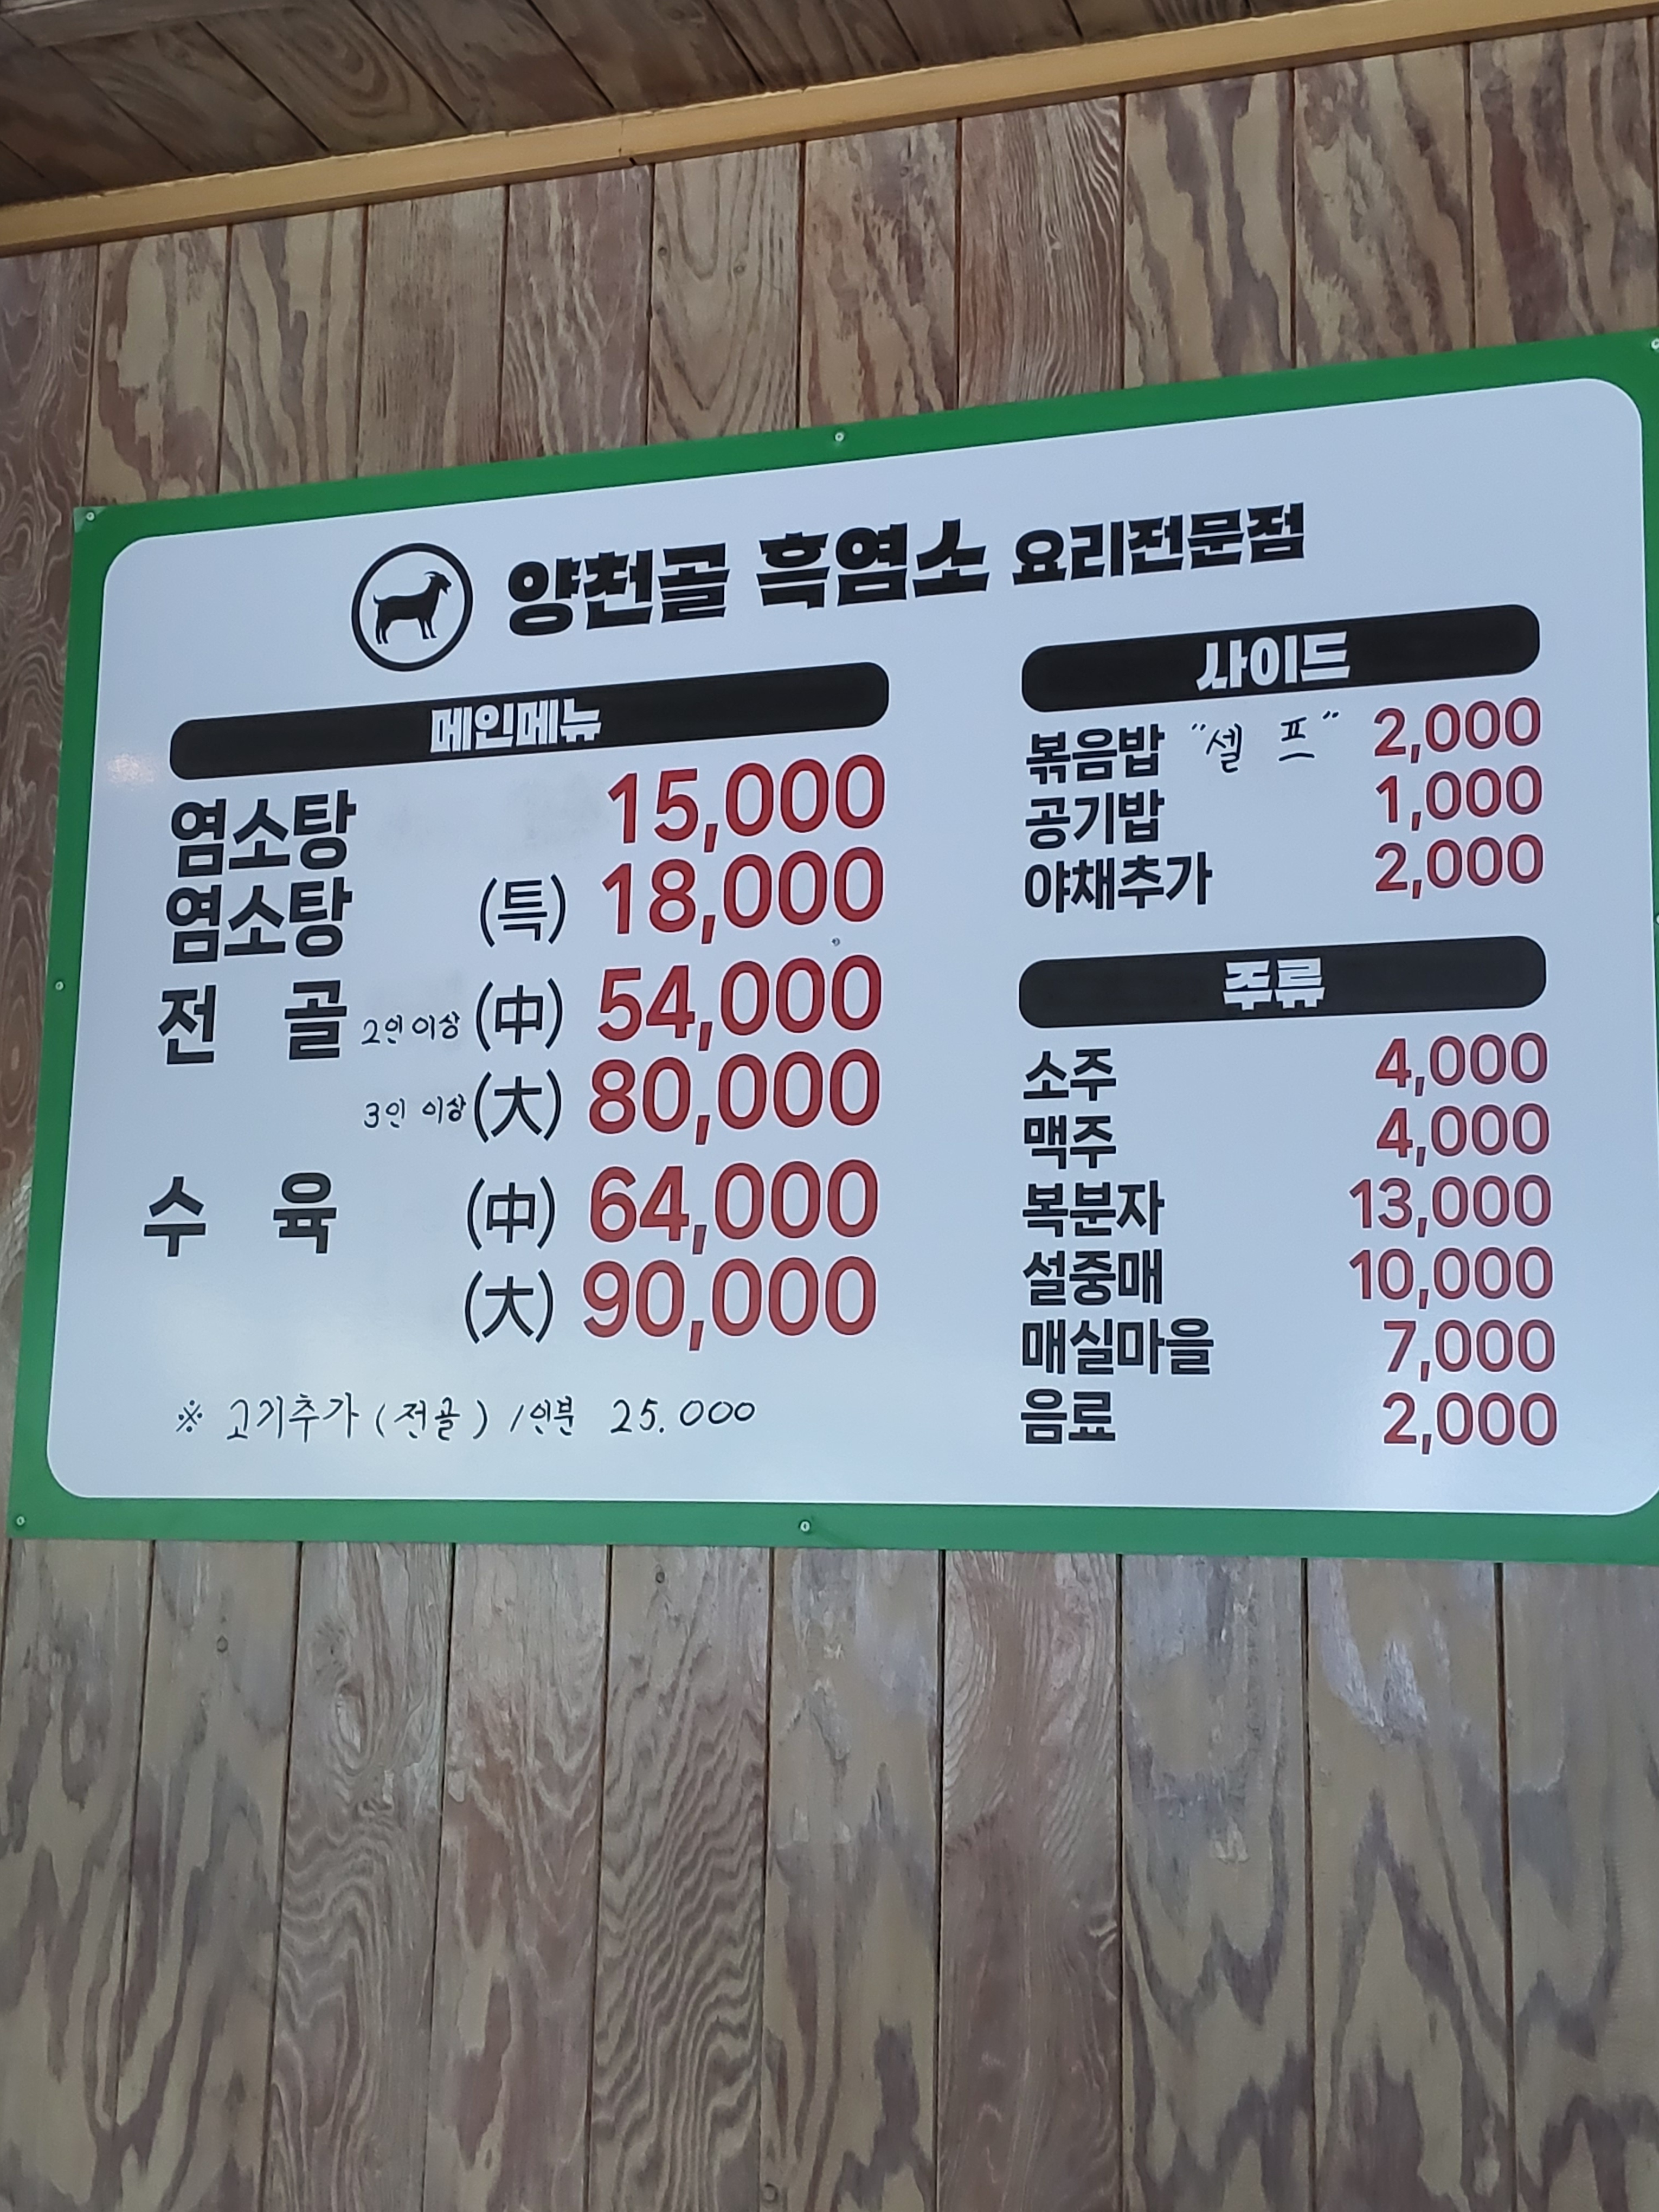 양천골 흑염소 요리전문점
메인메뉴
염소탕 15,000
염소탕 (특) 18,000
전 골 2인이상 (中) 54,000
3인 이상 (大) 80,000
수 육 (中) 64,000
(大) 90,000
※ 고기추가 (전골) 1인분 25.000
사이드
볶음밥 "셀 프" 2,000
공기밥 1,000
야채추가 2,000
주류
소주 4,000
맥주 4,000
복분자 13,000
설중매 10,000
매실마을 7,000
음료 2,000